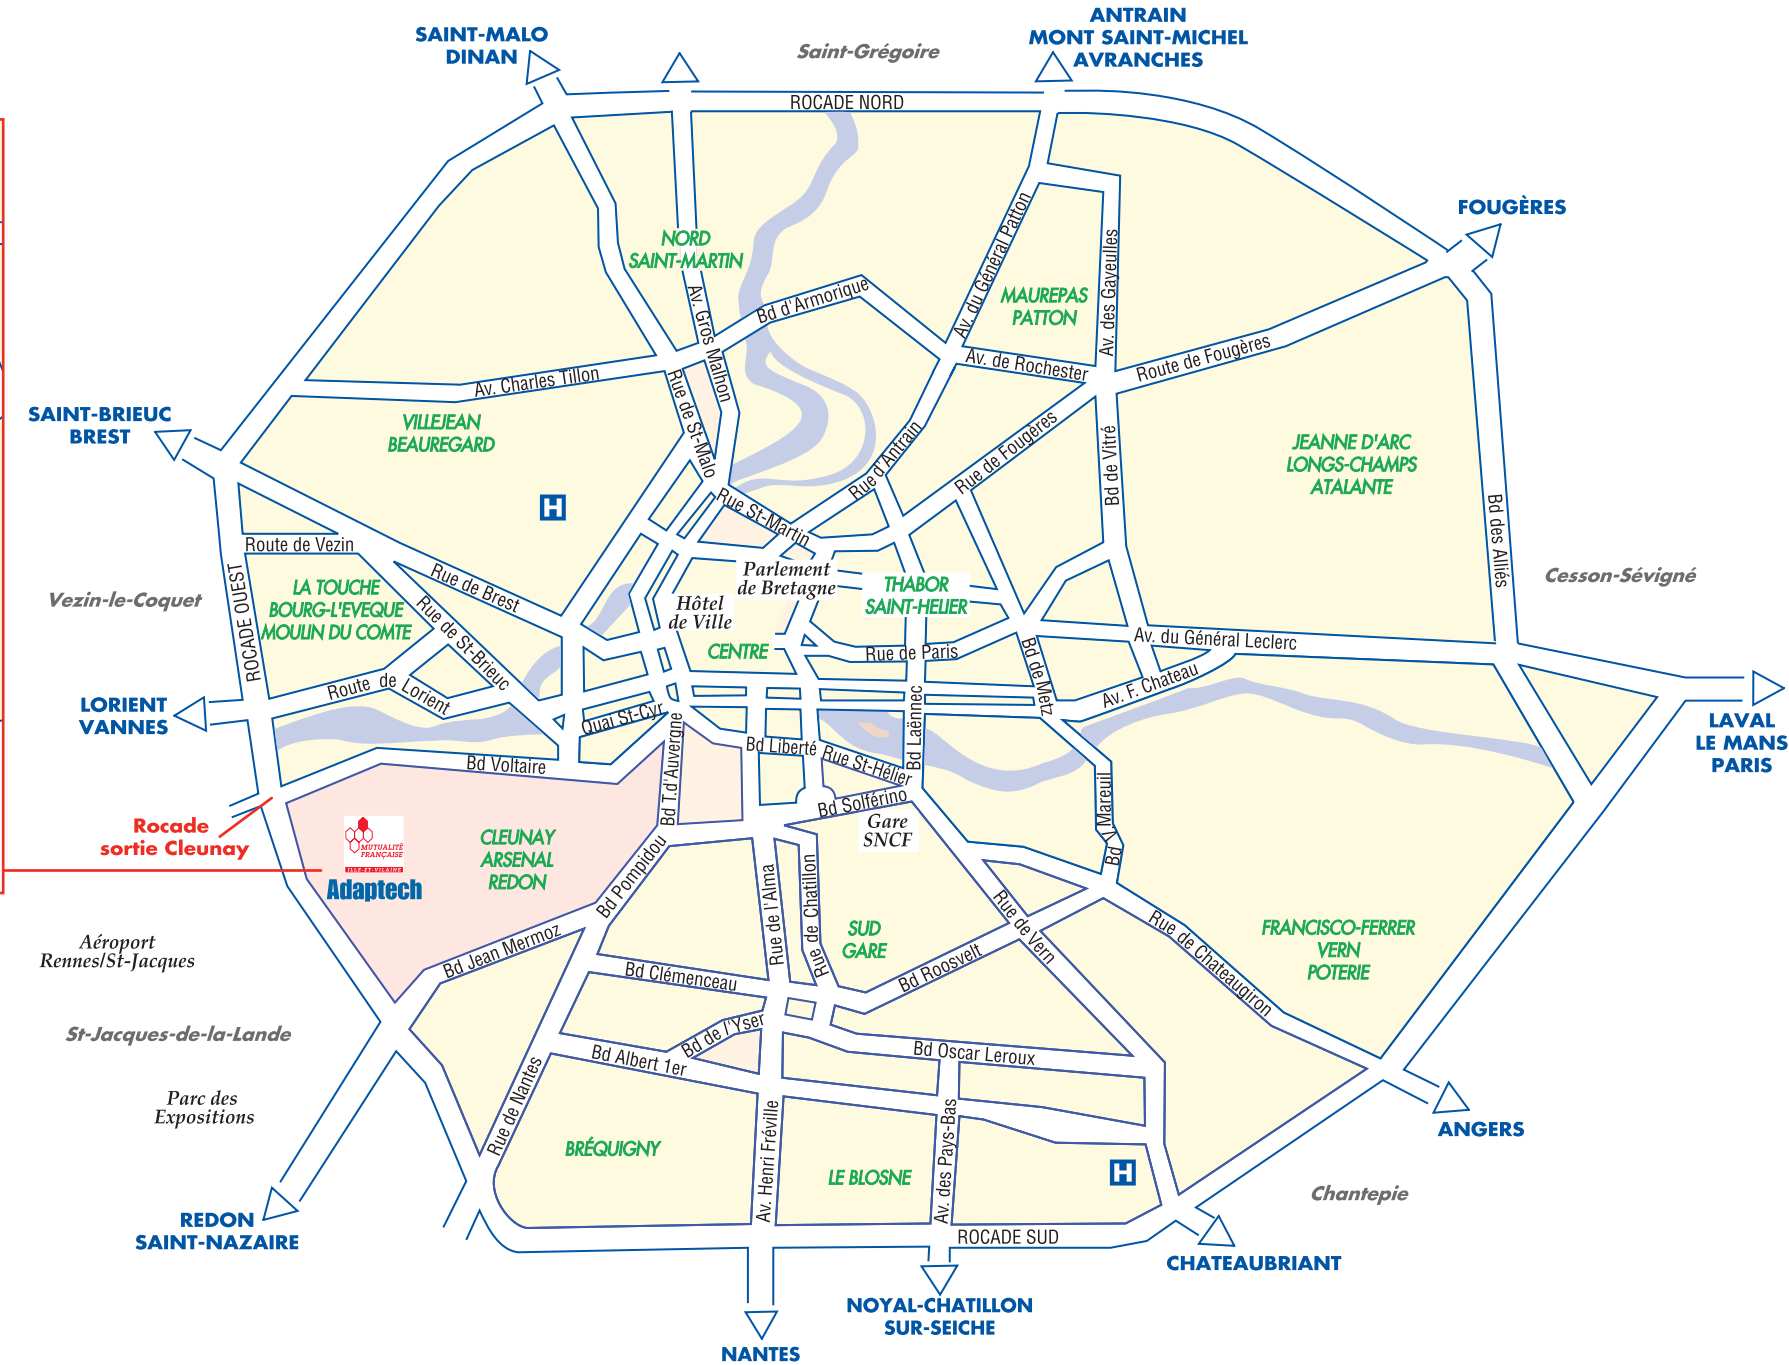 ANTRAIN
MONT SAINT-MICHEL
AVRANCHES
SAINT-MALO
DINAN
Saint-Grégoire
ROCADE NORD
FOUGÈRES
NORD
SAINT-MARTIN
Av. du Général Patton
Av. des Gayeulles
MAUREPAS
PATTON
Av. Gros Malhon
Bd d'Armorique
Av. de Rochester
Route de Fougères
Av. Charles Tillon
Rue de St-Malo
SAINT-BRIEUC
BREST
VILLEJEAN
BEAUREGARD
Rue d'Antrain
Rue de Fougères
Bd de Vitré
JEANNE D'ARC
LONGS-CHAMPS
ATALANTE
H
Rue St-Martin
Bd des Alliés
Route de Vezin
ROCADE OUEST
Rue de Brest
Parlement
de Bretagne
THABOR
SAINT-HELIER
Cesson-Sévigné
Vezin-le-Coquet
LA TOUCHE
BOURG-L'EVEQUE
MOULIN DU COMTE
Rue de St-Brieuc
Hôtel
de Ville
CENTRE
Rue de Paris
Av. du Général Leclerc
Bd de Metz
Av. F. Chateau
Route de Lorient
LORIENT
VANNES
Quai St-Cyr
Bd Laënnec
LAVAL
LE MANS
PARIS
Bd Voltaire
Bd T.d'Auvergne
Bd Liberté
Rue St-Hélier
Bd Solférino
Bd V. Mareuil
Gare
SNCF
Rocade
sortie Cleunay
MUTUALITÉ
FRANÇAISE
ILLE-ET-VILAINE
Adaptech
CLEUNAY
ARSENAL
REDON
Bd Pompidou
Rue de l'Alma
Rue de Chatillon
SUD
GARE
Rue de Vern
Rue de Chateaugiron
FRANCISCO-FERRER
VERN
POTERIE
Aéroport
Rennes/St-Jacques
Bd Jean Mermoz
Bd Clémenceau
Bd Roosvelt
St-Jacques-de-la-Lande
Bd de l'Yser
Bd Albert 1er
Bd Oscar Leroux
Parc des
Expositions
Rue de Nantes
Av. Henri Fréville
Av. des Pays-Bas
ANGERS
BRÉQUIGNY
LE BLOSNE
H
Chantepie
REDON
SAINT-NAZAIRE
ROCADE SUD
CHATEAUBRIANT
NOYAL-CHATILLON
SUR-SEICHE
NANTES